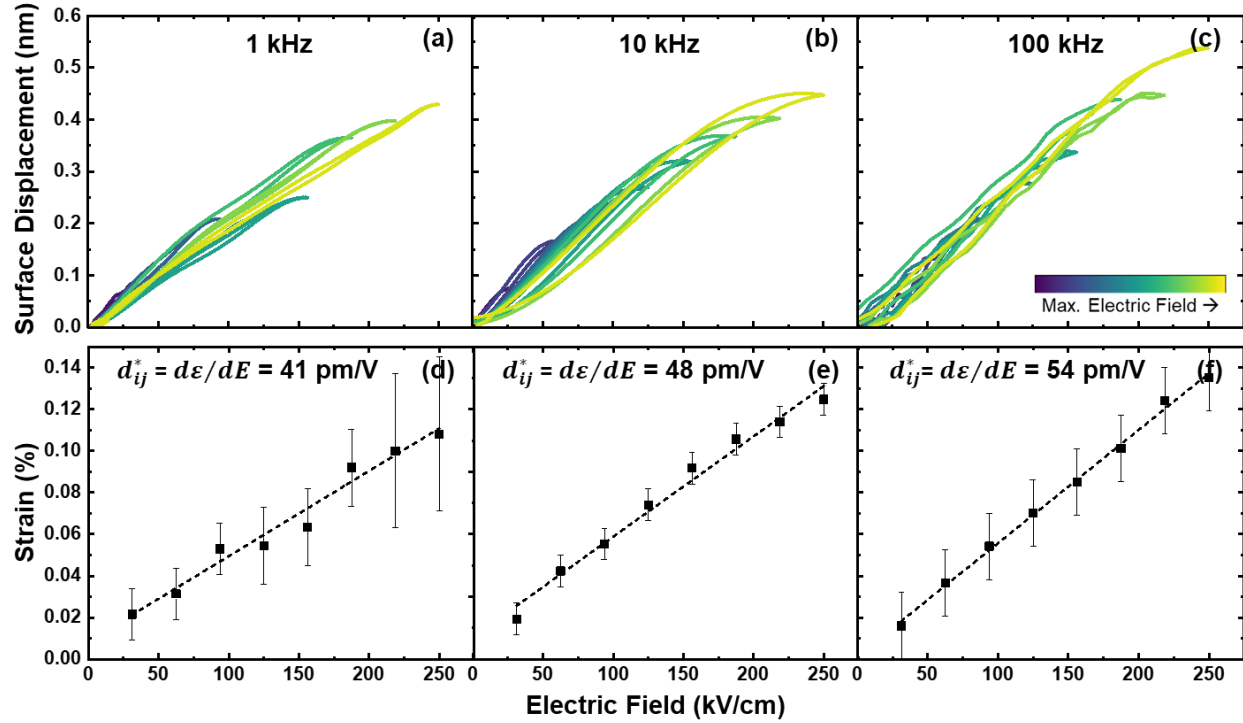 1 kHz (a) 10 kHz (b) 100 kHz (c)
Surface Displacement (nm)
0.6
0.5
0.4
0.3
0.2
0.1
0.0
Max. Electric Field →
d*ij = dε/dE = 41 pm/V (d) d*ij = dε/dE = 48 pm/V (e) d*ij = dε/dE = 54 pm/V (f)
Strain (%)
0.14
0.12
0.10
0.08
0.06
0.04
0.02
0.00
0 50 100 150 200 250 0 50 100 150 200 250 0 50 100 150 200 250
Electric Field (kV/cm)